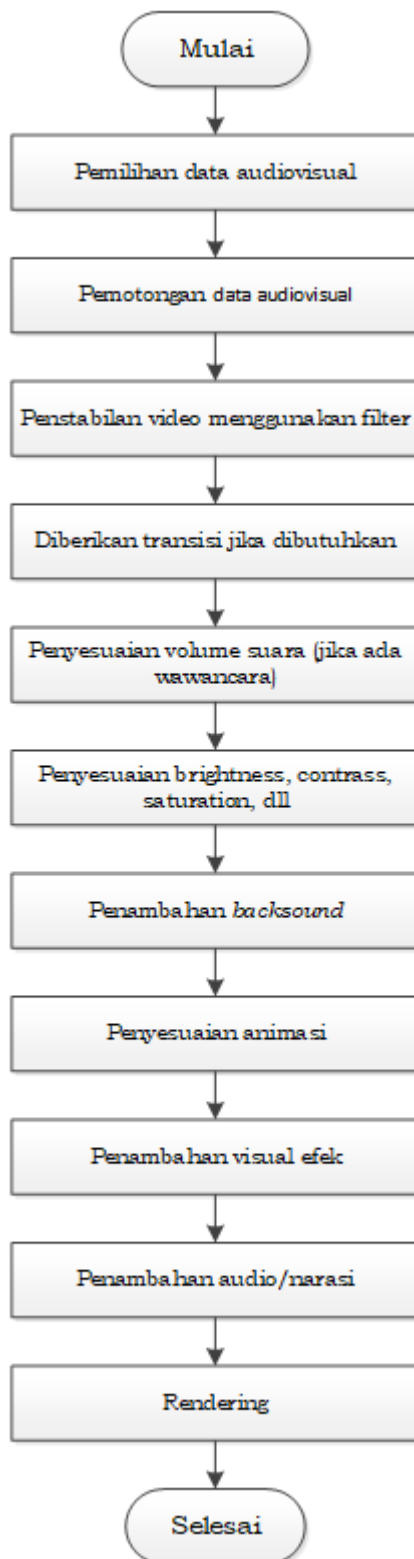 Mulai
Pemilihan data audiovisual
Pemotongan data audiovisual
Penstabilan video menggunakan filter
Diberikan transisi jika dibutuhkan
Penyesuaian volume suara (jika ada
wawancara)
Penyesuaian brightness, contrass,
saturation, dll
Penambahan backsound
Penyesuaian animasi
Penambahan visual efek
Penambahan audio/narasi
Rendering
Selesai